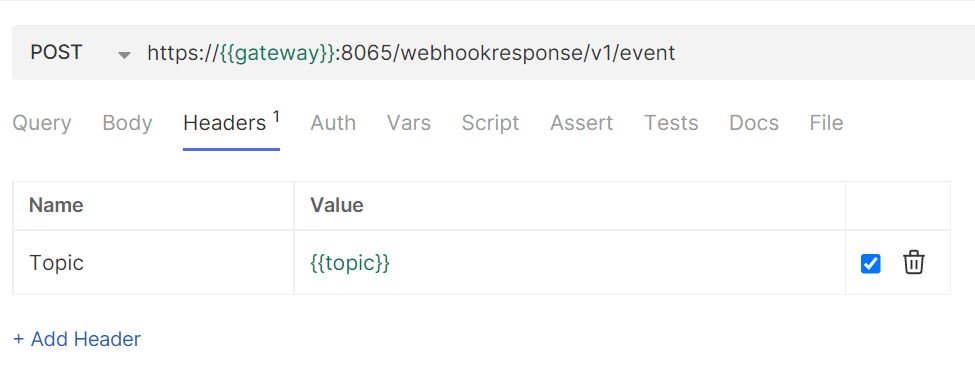 POST https://{{gateway}}:8065/webhookresponse/v1/event
Query Body Headers 1 Auth Vars Script Assert Tests Docs File
Name Value
Topic {{topic}}
+ Add Header